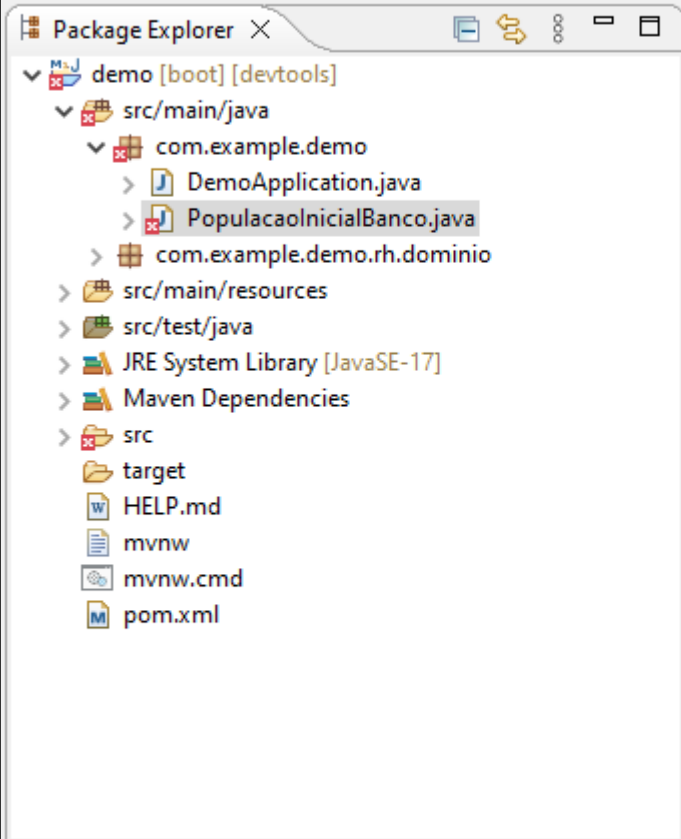 Package Explorer
demo [boot] [devtools]
src/main/java
com.example.demo
DemoApplication.java
PopulacaoInicialBanco.java
com.example.demo.rh.dominio
src/main/resources
src/test/java
JRE System Library [JavaSE-17]
Maven Dependencies
src
target
HELP.md
mvnw
mvnw.cmd
pom.xml